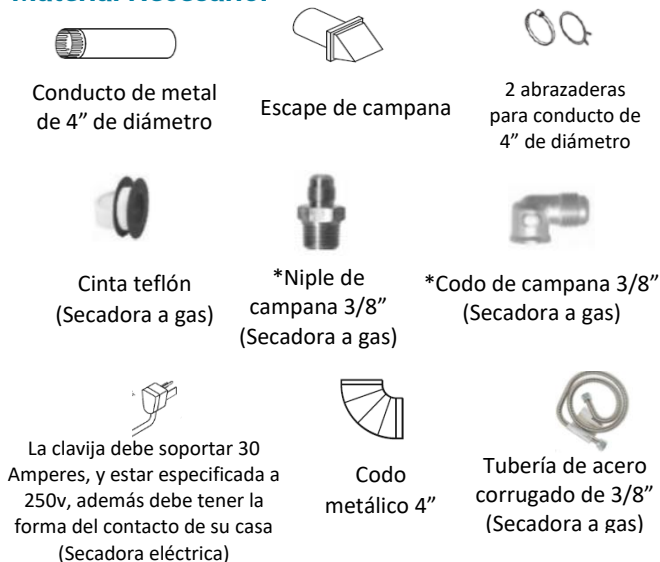 Material Necesario:
Conducto de metal
de 4” de diámetro
Escape de campana
2 abrazaderas
para conducto de
4” de diámetro
Cinta teflón
(Secadora a gas)
*Niple de
campana 3/8”
(Secadora a gas)
*Codo de campana 3/8”
(Secadora a gas)
La clavija debe soportar 30
Amperes, y estar especificada a
250v, además debe tener la
forma del contacto de su casa
(Secadora eléctrica)
Codo
metálico 4”
Tubería de acero
corrugado de 3/8”
(Secadora a gas)